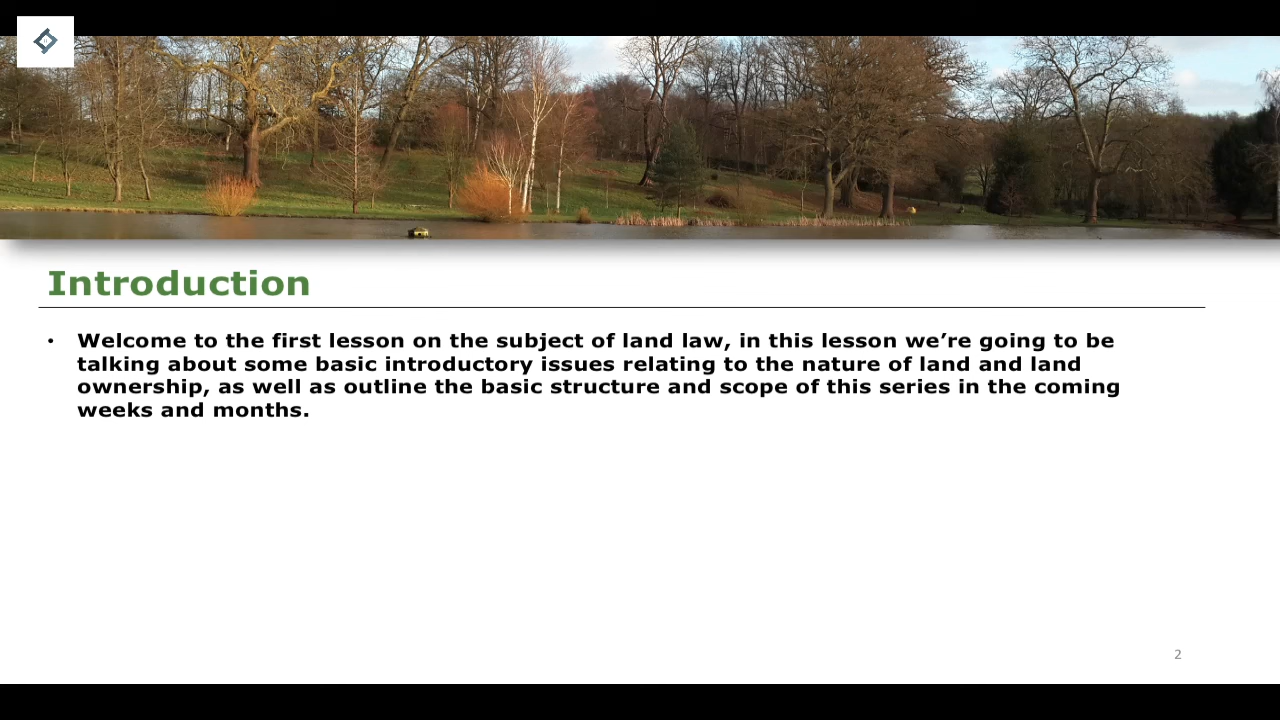 Introduction
• Welcome to the first lesson on the subject of land law, in this lesson we’re going to be
talking about some basic introductory issues relating to the nature of land and land
ownership, as well as outline the basic structure and scope of this series in the coming
weeks and months.
2